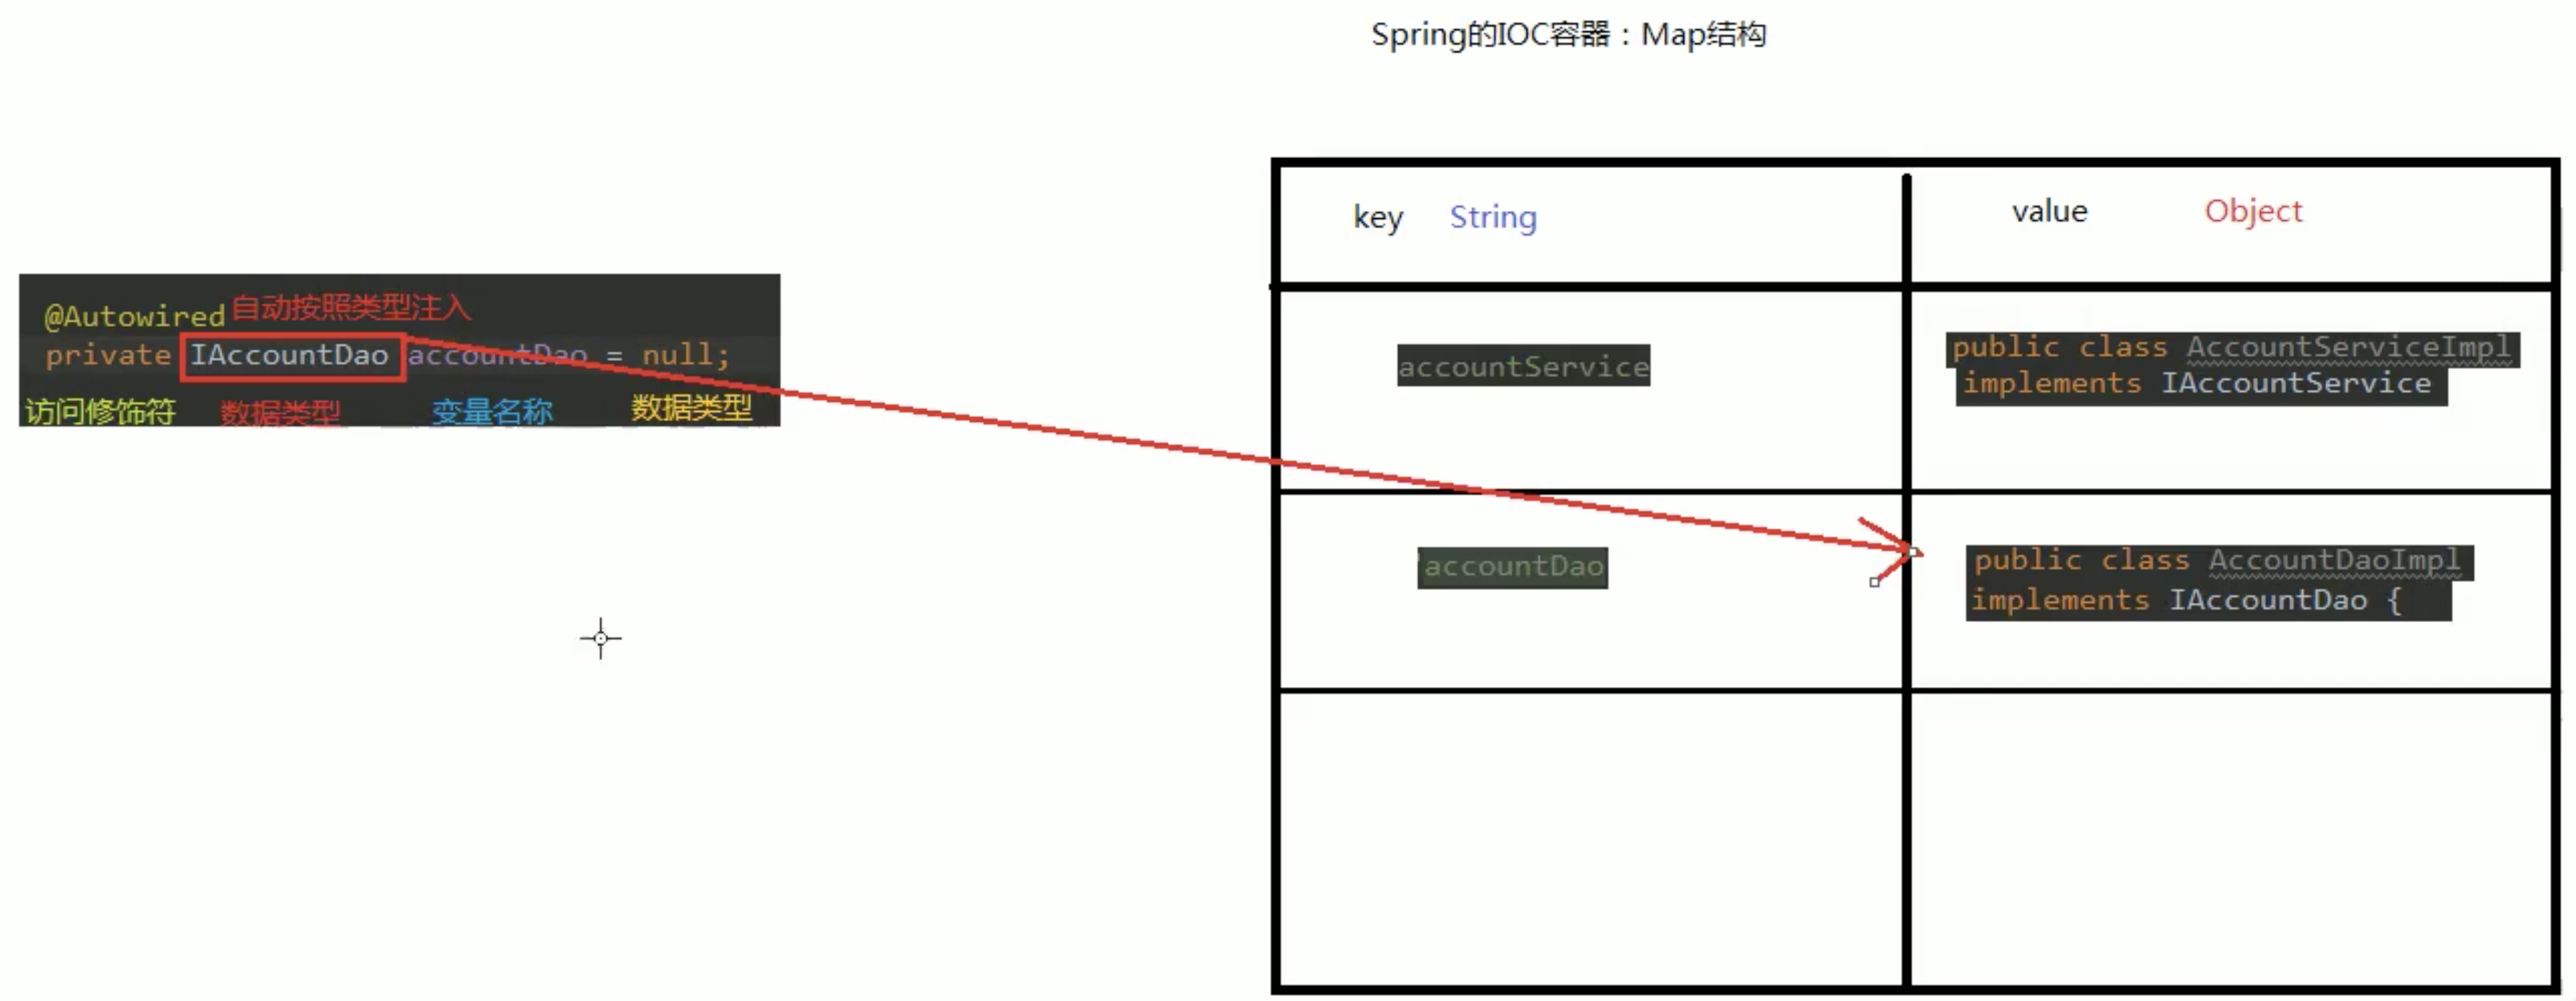 Spring的IOC容器：Map结构
@Autowired 自动按照类型注入
private IAccountDao accountDao = null;
访问修饰符 数据类型 变量名称 数据类型
key String
value Object
accountService
public class AccountServiceImpl
implements IAccountService
accountDao
public class AccountDaoImpl
implements IAccountDao {